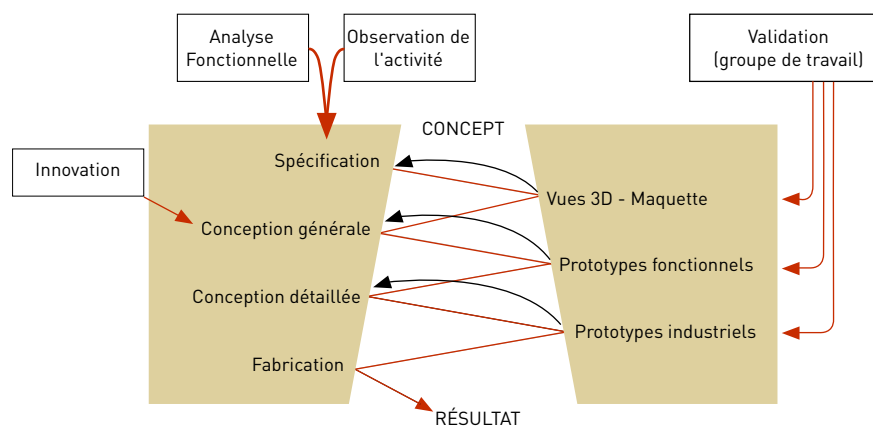 Analyse
Fonctionnelle
Observation de
l'activité
Validation
(groupe de travail)
CONCEPT
Innovation
Spécification
Vues 3D - Maquette
Conception générale
Prototypes fonctionnels
Conception détaillée
Prototypes industriels
Fabrication
RÉSULTAT